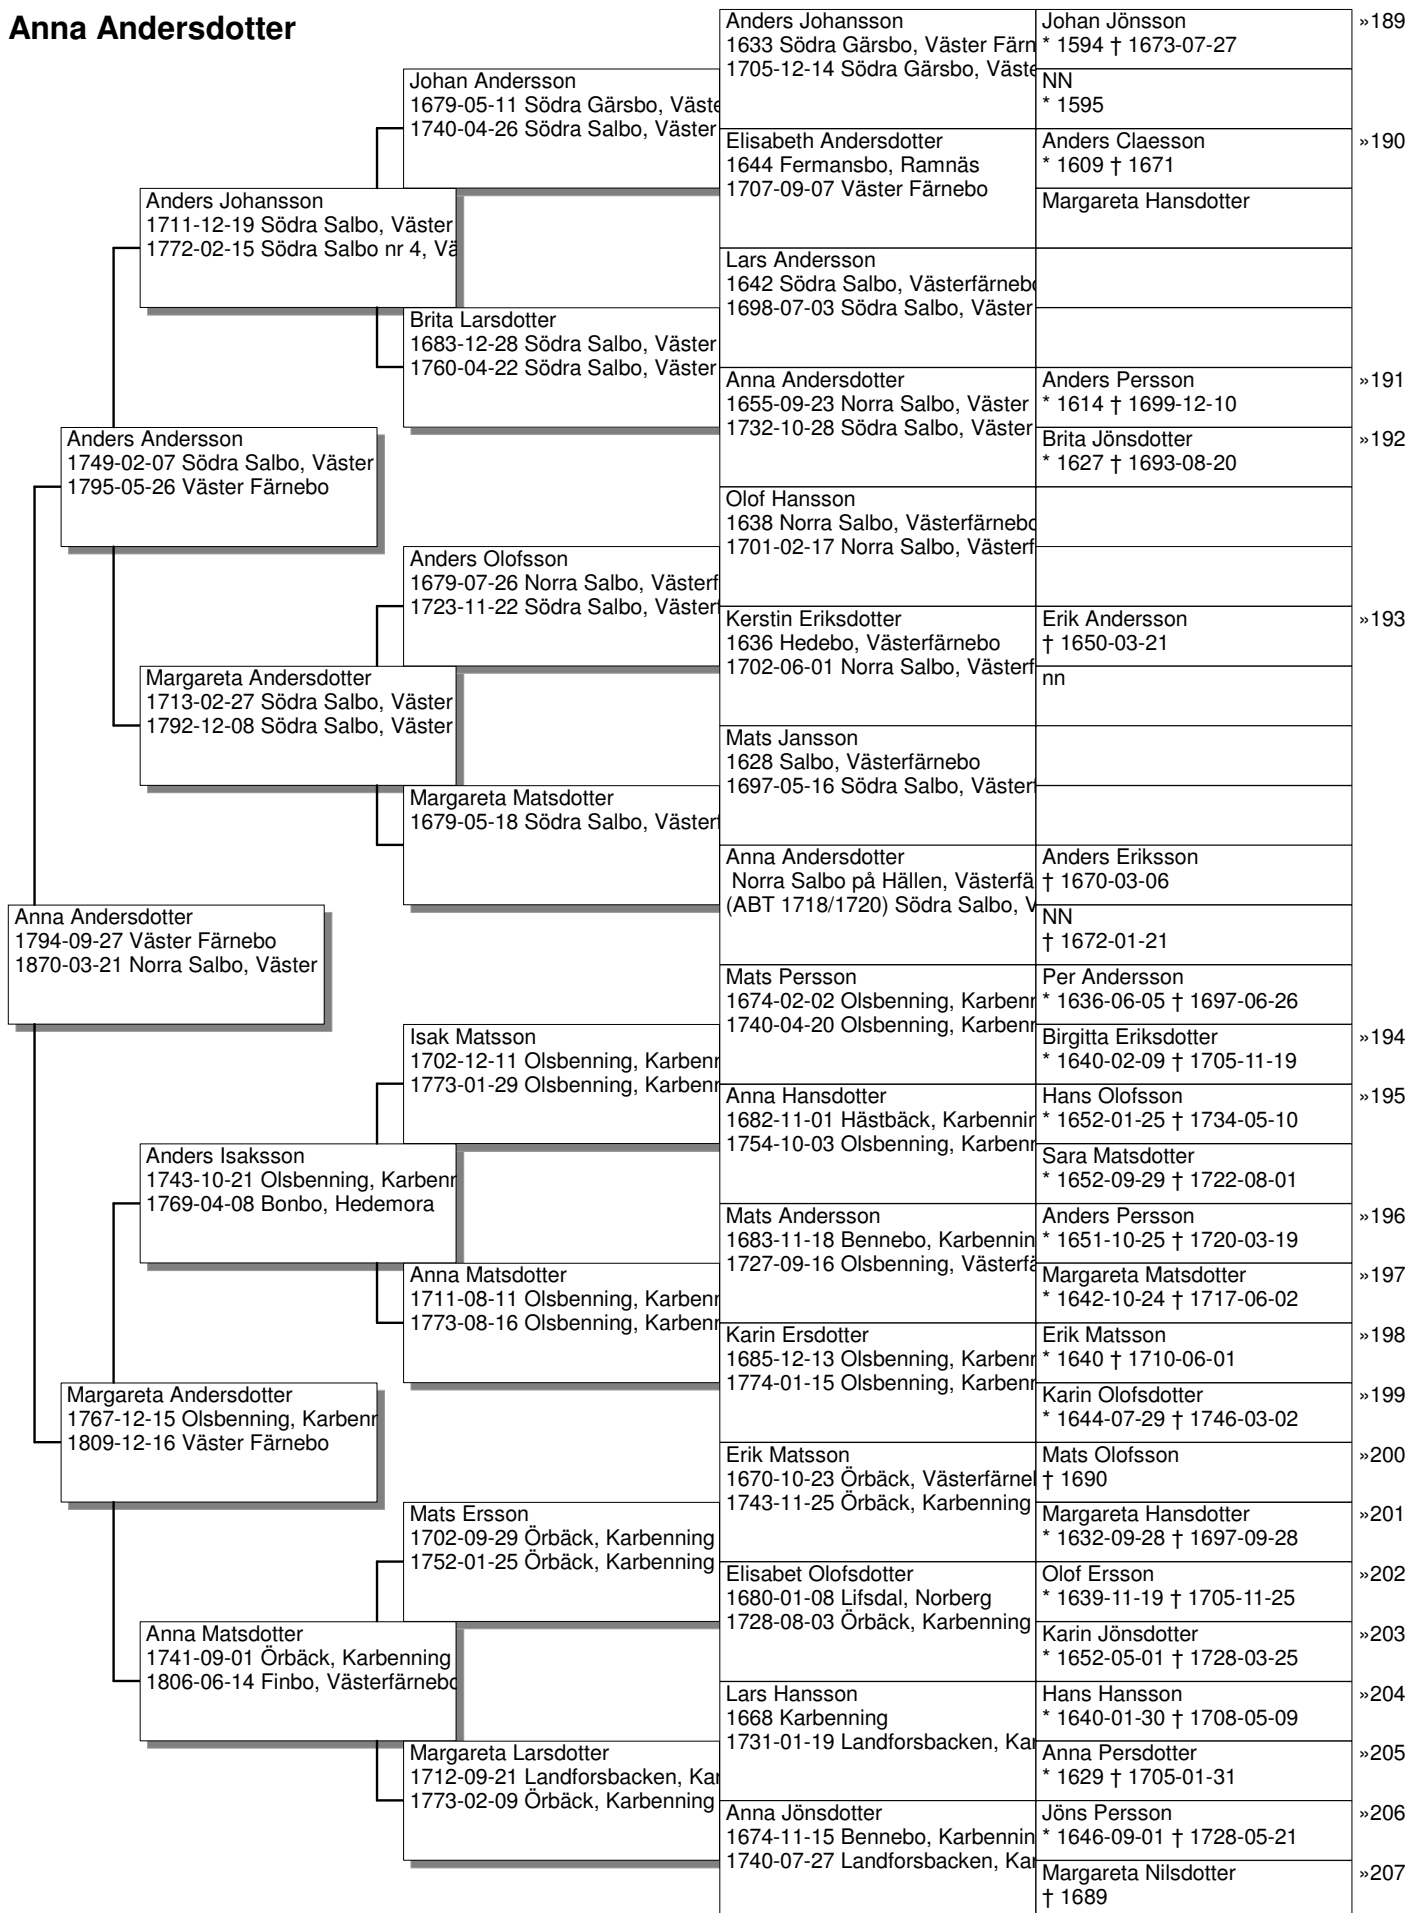 Anna Andersdotter
Anna Andersdotter
1794-09-27 Väster Färnebo
1870-03-21 Norra Salbo, Väster
Anders Andersson
1749-02-07 Södra Salbo, Väster
1795-05-26 Väster Färnebo
Margareta Andersdotter
1767-12-15 Olsbenning, Karbenn
1809-12-16 Väster Färnebo
Anders Johansson
1711-12-19 Södra Salbo, Väster
1772-02-15 Södra Salbo nr 4, Vä
Margareta Andersdotter
1713-02-27 Södra Salbo, Väster
1792-12-08 Södra Salbo, Väster
Anders Isaksson
1743-10-21 Olsbenning, Karbenn
1769-04-08 Bonbo, Hedemora
Anna Matsdotter
1741-09-01 Örbäck, Karbenning
1806-06-14 Finbo, Västerfärnebo
Johan Andersson
1679-05-11 Södra Gärsbo, Väste
1740-04-26 Södra Salbo, Väster
Brita Larsdotter
1683-12-28 Södra Salbo, Väster
1760-04-22 Södra Salbo, Väster
Anders Olofsson
1679-07-26 Norra Salbo, Västerf
1723-11-22 Södra Salbo, Västerf
Margareta Matsdotter
1679-05-18 Södra Salbo, Västerf
Isak Matsson
1702-12-11 Olsbenning, Karbenn
1773-01-29 Olsbenning, Karbenn
Anna Matsdotter
1711-08-11 Olsbenning, Karbenn
1773-08-16 Olsbenning, Karbenn
Mats Ersson
1702-09-29 Örbäck, Karbenning
1752-01-25 Örbäck, Karbenning
Margareta Larsdotter
1712-09-21 Landforsbacken, Kar
1773-02-09 Örbäck, Karbenning
Anders Johansson
1633 Södra Gärsbo, Väster Färn
1705-12-14 Södra Gärsbo, Väste
Elisabeth Andersdotter
1644 Fermansbo, Ramnäs
1707-09-07 Väster Färnebo
Lars Andersson
1642 Södra Salbo, Västerfärnebo
1698-07-03 Södra Salbo, Väster
Anna Andersdotter
1655-09-23 Norra Salbo, Väster
1732-10-28 Södra Salbo, Väster
Olof Hansson
1638 Norra Salbo, Västerfärnebo
1701-02-17 Norra Salbo, Västerf
Kerstin Eriksdotter
1636 Hedebo, Västerfärnebo
1702-06-01 Norra Salbo, Västerf
Mats Jansson
1628 Salbo, Västerfärnebo
1697-05-16 Södra Salbo, Västerf
Anna Andersdotter
Norra Salbo på Hällen, Västerfä
(ABT 1718/1720) Södra Salbo, V
Mats Persson
1674-02-02 Olsbenning, Karbenn
1740-04-20 Olsbenning, Karbenn
Anna Hansdotter
1682-11-01 Hästbäck, Karbennin
1754-10-03 Olsbenning, Karbenn
Mats Andersson
1683-11-18 Bennebo, Karbennin
1727-09-16 Olsbenning, Västerfä
Karin Ersdotter
1685-12-13 Olsbenning, Karbenn
1774-01-15 Olsbenning, Karbenn
Erik Matsson
1670-10-23 Örbäck, Västerfärnel
1743-11-25 Örbäck, Karbenning
Elisabet Olofsdotter
1680-01-08 Lifsdal, Norberg
1728-08-03 Örbäck, Karbenning
Lars Hansson
1668 Karbenning
1731-01-19 Landforsbacken, Kar
Anna Jönsdotter
1674-11-15 Bennebo, Karbennin
1740-07-27 Landforsbacken, Kar
Johan Jönsson »189
* 1594 † 1673-07-27
NN
* 1595
Anders Claesson »190
* 1609 † 1671
Margareta Hansdotter
Anders Persson »191
* 1614 † 1699-12-10
Brita Jönsdotter »192
* 1627 † 1693-08-20
Erik Andersson »193
† 1650-03-21
nn
Anders Eriksson
† 1670-03-06
NN
† 1672-01-21
Per Andersson
* 1636-06-05 † 1697-06-26
Birgitta Eriksdotter »194
* 1640-02-09 † 1705-11-19
Hans Olofsson »195
* 1652-01-25 † 1734-05-10
Sara Matsdotter
* 1652-09-29 † 1722-08-01
Anders Persson »196
* 1651-10-25 † 1720-03-19
Margareta Matsdotter »197
* 1642-10-24 † 1717-06-02
Erik Matsson »198
* 1640 † 1710-06-01
Karin Olofsdotter »199
* 1644-07-29 † 1746-03-02
Mats Olofsson »200
† 1690
Margareta Hansdotter »201
* 1632-09-28 † 1697-09-28
Olof Ersson »202
* 1639-11-19 † 1705-11-25
Karin Jönsdotter »203
* 1652-05-01 † 1728-03-25
Hans Hansson »204
* 1640-01-30 † 1708-05-09
Anna Persdotter »205
* 1629 † 1705-01-31
Jöns Persson »206
* 1646-09-01 † 1728-05-21
Margareta Nilsdotter »207
† 1689